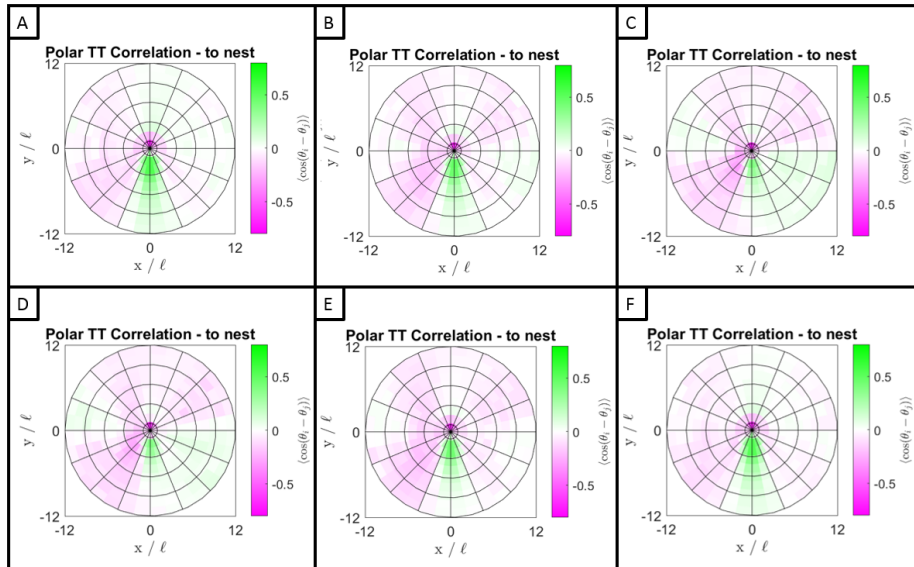 A
Polar TT Correlation - to nest
12
0
-12
y / ℓ
-12
0
12
x / ℓ
0.5
0
-0.5
⟨cos(θi − θj)⟩
B
Polar TT Correlation - to nest
12
0
-12
y / ℓ
-12
0
12
x / ℓ
0.5
0
-0.5
⟨cos(θi − θj)⟩
C
Polar TT Correlation - to nest
12
0
-12
y / ℓ
-12
0
12
x / ℓ
0.5
0
-0.5
⟨cos(θi − θj)⟩
D
Polar TT Correlation - to nest
12
0
-12
y / ℓ
-12
0
12
x / ℓ
0.5
0
-0.5
⟨cos(θi − θj)⟩
E
Polar TT Correlation - to nest
12
0
-12
y / ℓ
-12
0
12
x / ℓ
0.5
0
-0.5
⟨cos(θi − θj)⟩
F
Polar TT Correlation - to nest
12
0
-12
y / ℓ
-12
0
12
x / ℓ
0.5
0
-0.5
⟨cos(θi − θj)⟩